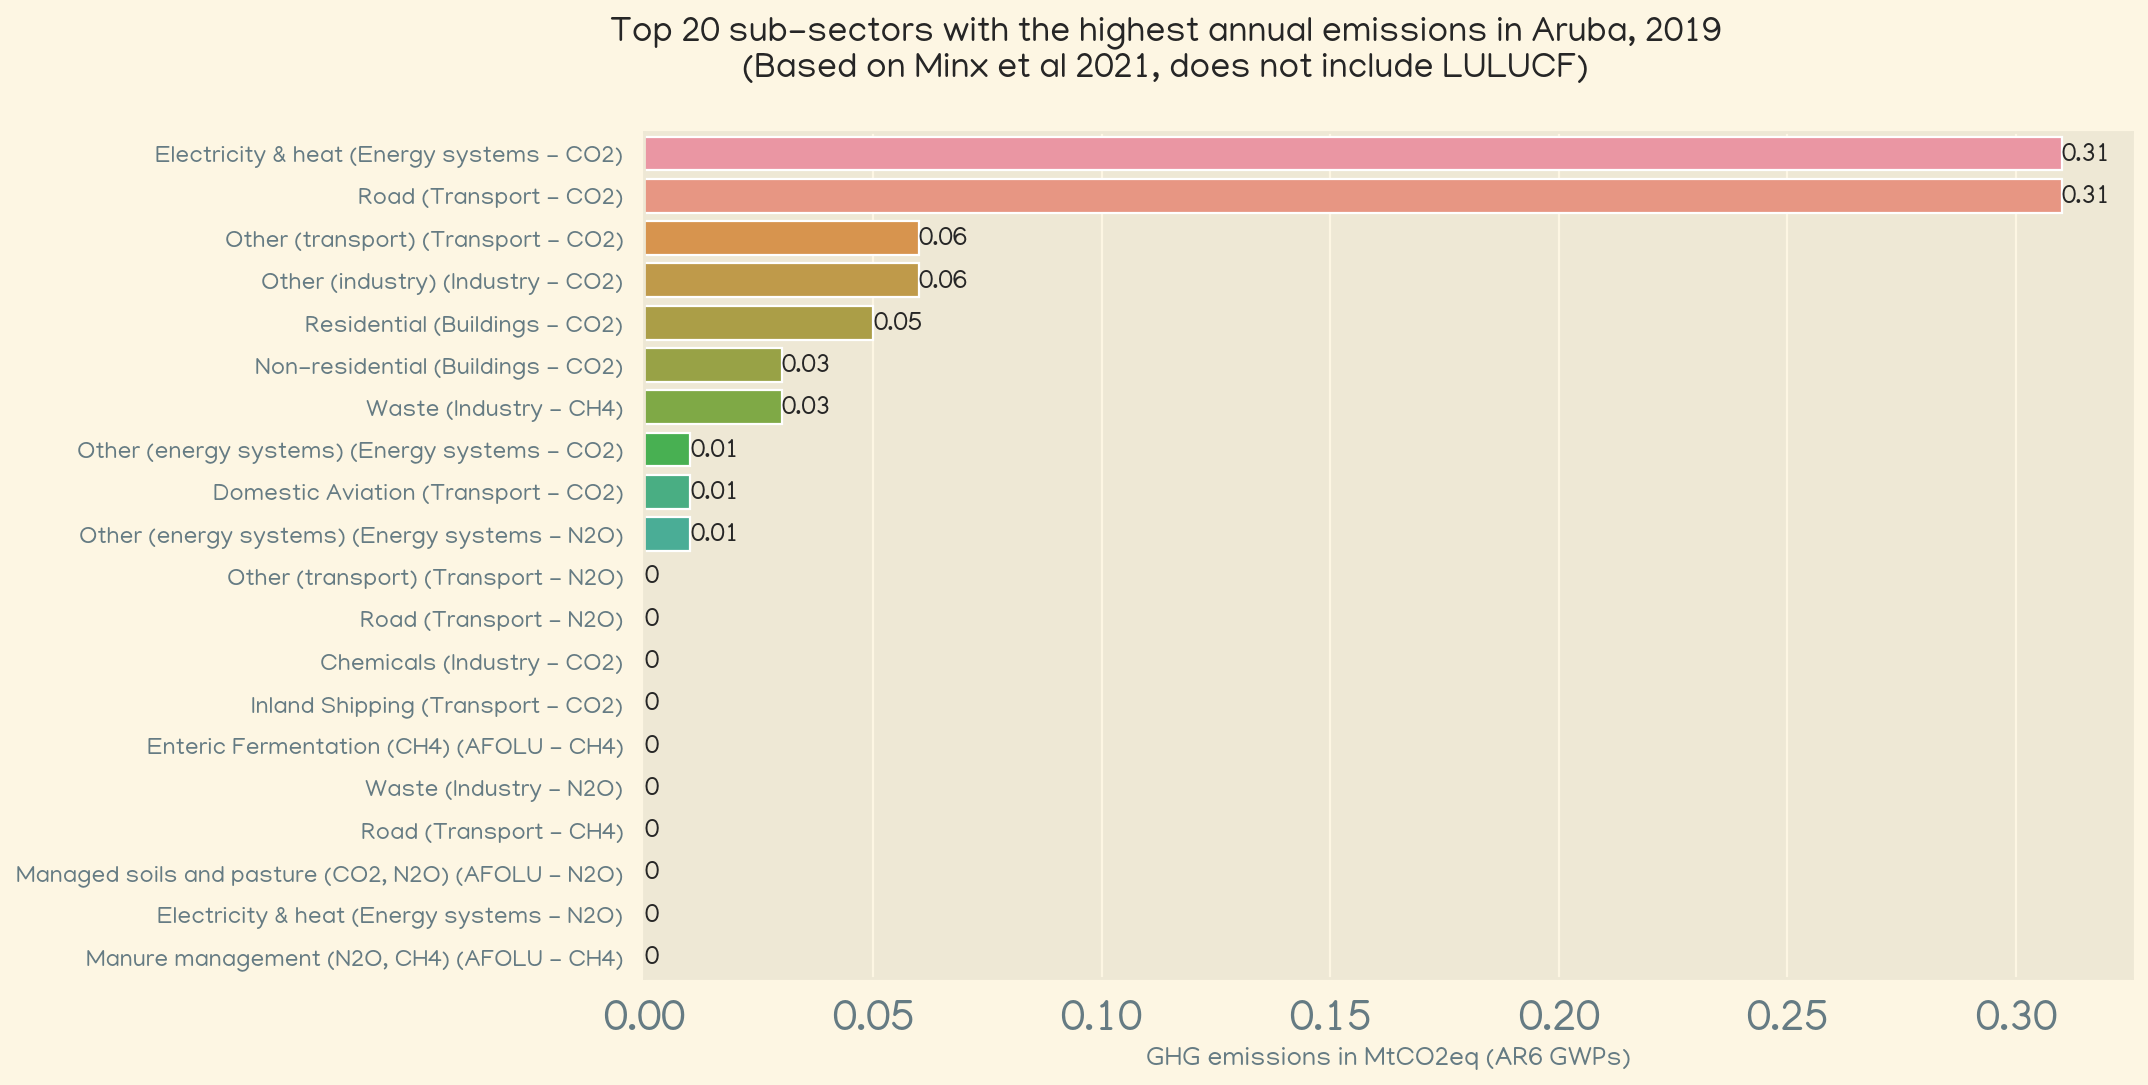 Top 20 sub-sectors with the highest annual emissions in Aruba, 2019
(Based on Minx et al 2021, does not include LULUCF)
Electricity & heat (Energy systems - CO2) 0.31
Road (Transport - CO2) 0.31
Other (transport) (Transport - CO2) 0.06
Other (industry) (Industry - CO2) 0.06
Residential (Buildings - CO2) 0.05
Non-residential (Buildings - CO2) 0.03
Waste (Industry - CH4) 0.03
Other (energy systems) (Energy systems - CO2) 0.01
Domestic Aviation (Transport - CO2) 0.01
Other (energy systems) (Energy systems - N2O) 0.01
Other (transport) (Transport - N2O) 0
Road (Transport - N2O) 0
Chemicals (Industry - CO2) 0
Inland Shipping (Transport - CO2) 0
Enteric Fermentation (CH4) (AFOLU - CH4) 0
Waste (Industry - N2O) 0
Road (Transport - CH4) 0
Managed soils and pasture (CO2, N2O) (AFOLU - N2O) 0
Electricity & heat (Energy systems - N2O) 0
Manure management (N2O, CH4) (AFOLU - CH4) 0
0.00 0.05 0.10 0.15 0.20 0.25 0.30
GHG emissions in MtCO2eq (AR6 GWPs)